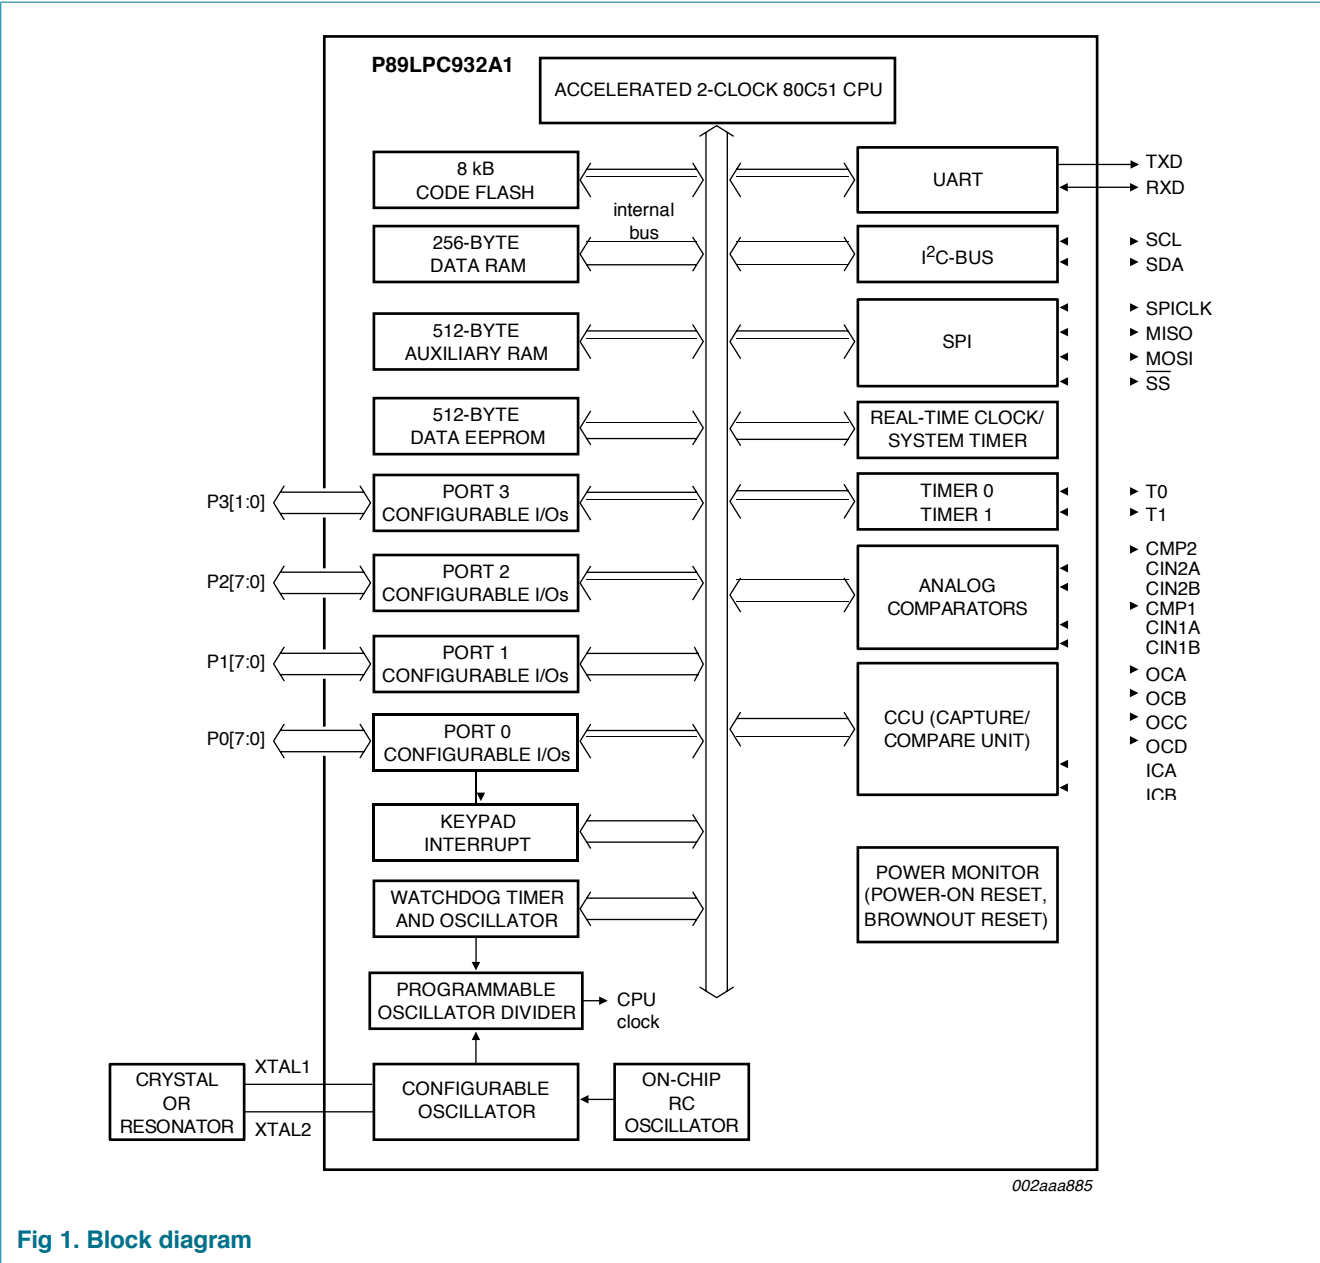 P89LPC932A1
ACCELERATED 2-CLOCK 80C51 CPU
8 kB
CODE FLASH
internal
bus
256-BYTE
DATA RAM
512-BYTE
AUXILIARY RAM
512-BYTE
DATA EEPROM
P3[1:0]
PORT 3
CONFIGURABLE I/Os
P2[7:0]
PORT 2
CONFIGURABLE I/Os
P1[7:0]
PORT 1
CONFIGURABLE I/Os
P0[7:0]
PORT 0
CONFIGURABLE I/Os
KEYPAD
INTERRUPT
WATCHDOG TIMER
AND OSCILLATOR
PROGRAMMABLE
OSCILLATOR DIVIDER
CPU
clock
CRYSTAL
OR
RESONATOR
XTAL1
XTAL2
CONFIGURABLE
OSCILLATOR
ON-CHIP
RC
OSCILLATOR
UART
TXD
RXD
I²C-BUS
SCL
SDA
SPI
SPICLK
MISO
MOSI
S̅S̅
REAL-TIME CLOCK/
SYSTEM TIMER
TIMER 0
TIMER 1
T0
T1
ANALOG
COMPARATORS
CMP2
CIN2A
CIN2B
CMP1
CIN1A
CIN1B
CCU (CAPTURE/
COMPARE UNIT)
OCA
OCB
OCC
OCD
ICA
ICB
POWER MONITOR
(POWER-ON RESET,
BROWNOUT RESET)
002aaa885
Fig 1. Block diagram